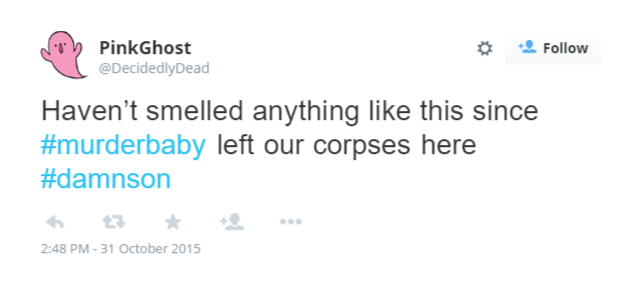 PinkGhost
@DecidedlyDead
Follow
Haven’t smelled anything like this since
#murderbaby left our corpses here
#damnson
2:48 PM - 31 October 2015